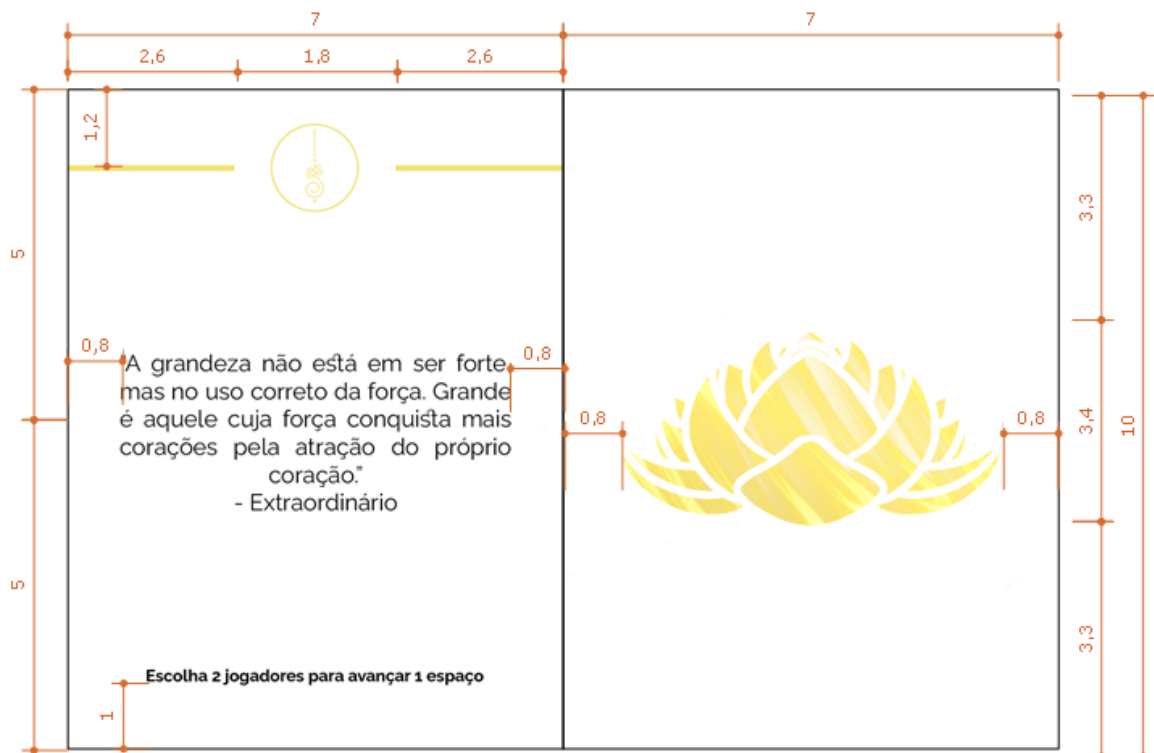 7
7
2,6
1,8
2,6
1,2
3,3
5
0,8
"A grandeza não está em ser forte,
0,8
mas no uso correto da força. Grande
é aquele cuja força conquista mais
0,8
0,8
3,4
10
corações pela atração do próprio
coração."
- Extraordinário
5
3,3
Escolha 2 jogadores para avançar 1 espaço
1